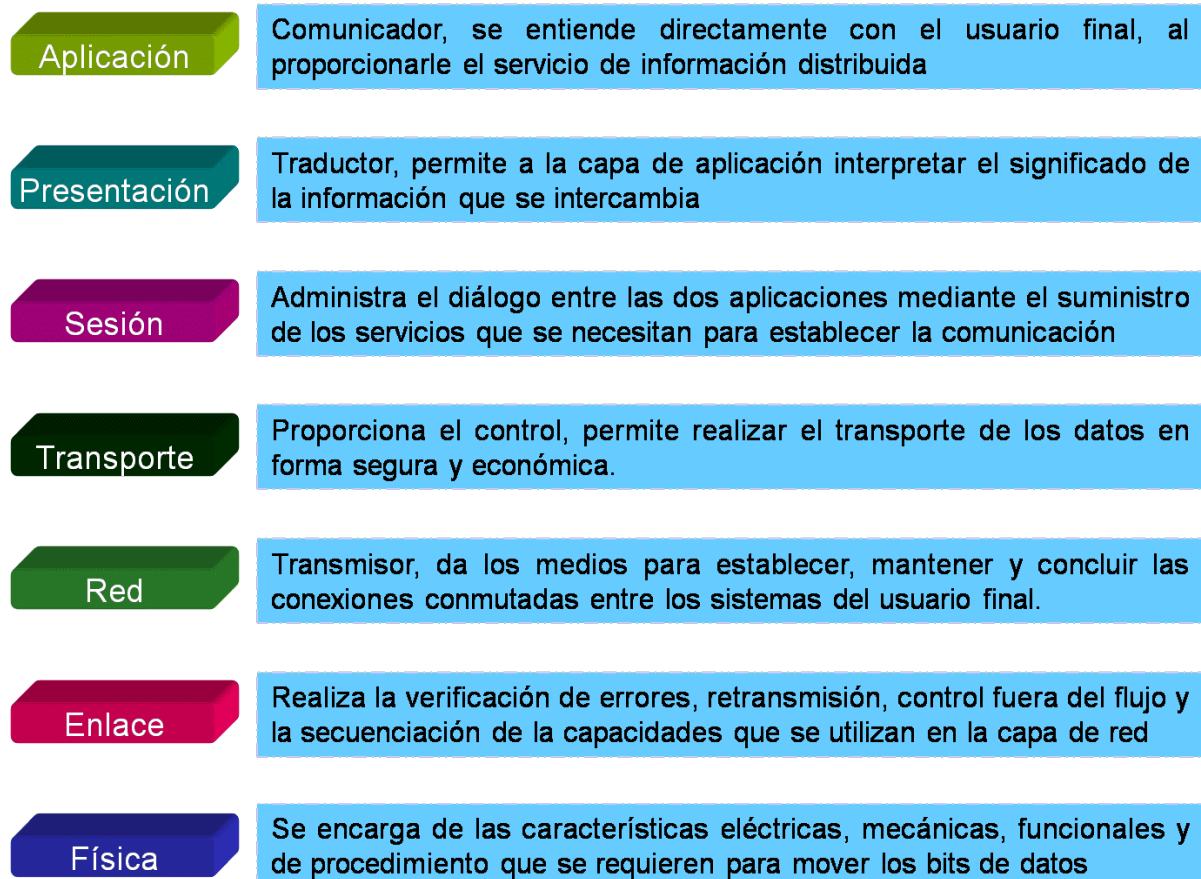 Aplicación
Comunicador, se entiende directamente con el usuario final, al
proporcionarle el servicio de información distribuida
Presentación
Traductor, permite a la capa de aplicación interpretar el significado de
la información que se intercambia
Sesión
Administra el diálogo entre las dos aplicaciones mediante el suministro
de los servicios que se necesitan para establecer la comunicación
Transporte
Proporciona el control, permite realizar el transporte de los datos en
forma segura y económica.
Red
Transmisor, da los medios para establecer, mantener y concluir las
conexiones conmutadas entre los sistemas del usuario final.
Enlace
Realiza la verificación de errores, retransmisión, control fuera del flujo y
la secuenciación de la capacidades que se utilizan en la capa de red
Física
Se encarga de las características eléctricas, mecánicas, funcionales y
de procedimiento que se requieren para mover los bits de datos